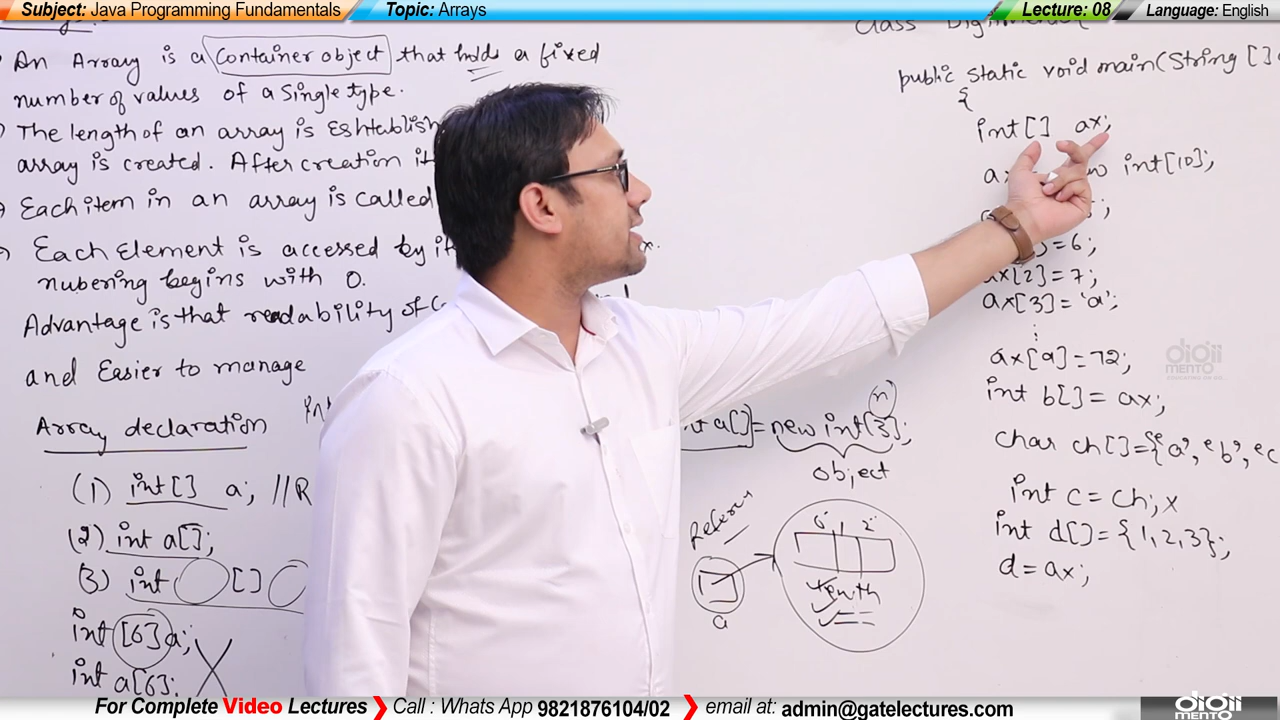 Subject: Java Programming Fundamentals
Topic: Arrays
Lecture: 08
Language: English
An Array is a Container object that holds a fixed
number of values of a Single type.
The length of an array is Eshteblish
array is created. After creation it
Each item in an array is called
Each Element is accessed by it
nubering begins with 0.
Advantage is that readability of
and Easier to manage
Array declaration
(1) int[] a; //R
(2) int a[];
(3) int [ ]
int [6] a;
int a[6];
a[] = new int[3];
n
object
a
public static void main(String []
{
int[] ax;
int[10];
=6;
ax[2] = 7;
ax[3] = 'a';
ax[9] = 72;
int b[] = ax;
char ch[]={'a', 'b', 'c
int c = ch; x
int d[] = {1,2,3};
d = ax;
digii
MENTO
For Complete Video Lectures
Call : Whats App 9821876104/02
email at: admin@gatelectures.com
digii
MENTO